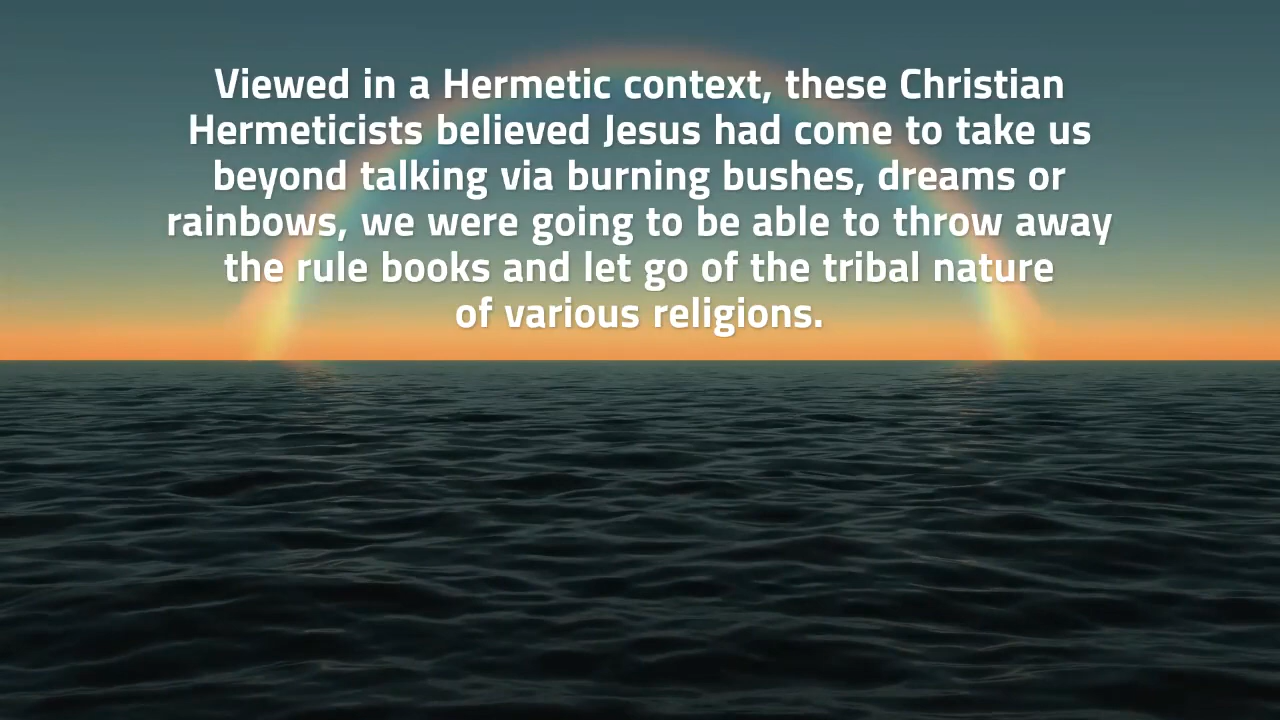 Viewed in a Hermetic context, these Christian
Hermeticists believed Jesus had come to take us
beyond talking via burning bushes, dreams or
rainbows, we were going to be able to throw away
the rule books and let go of the tribal nature
of various religions.